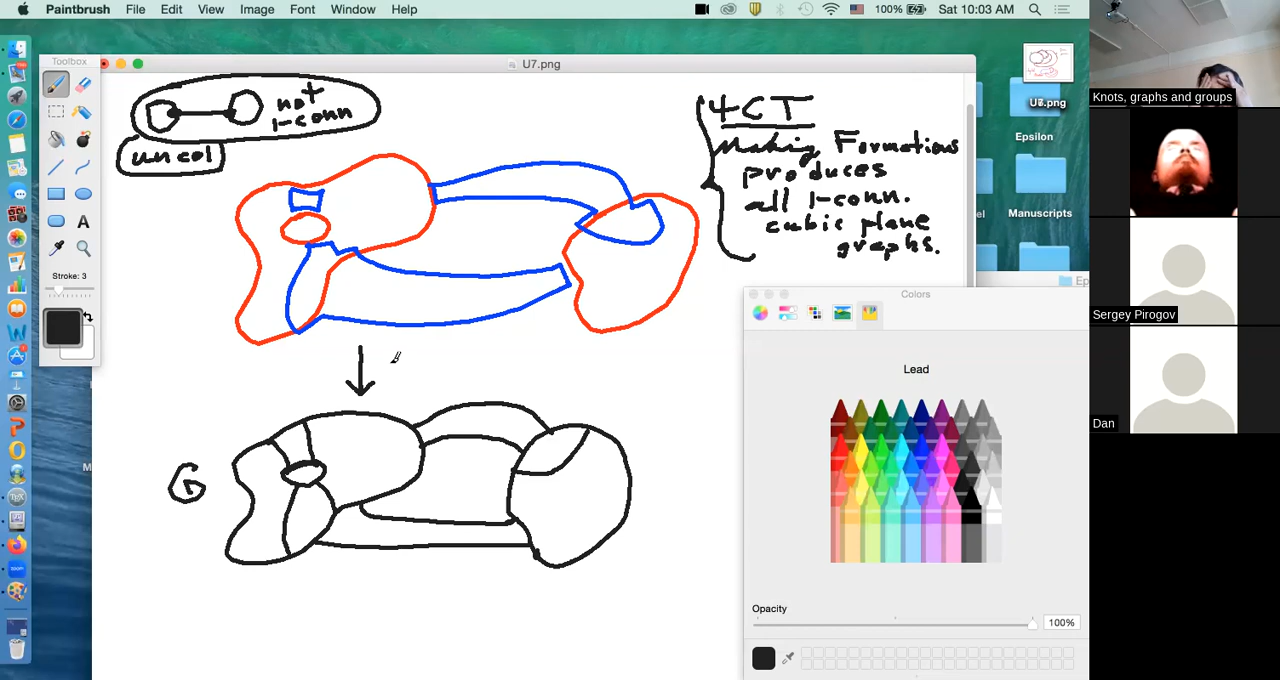 Paintbrush File Edit View Image Font Window Help
100% Sat 10:03 AM
Toolbox
U7.png
Stroke: 3
not
1-conn
uncol
4CT
Making Formations
produces
all 1-conn.
cubic plane
graphs.
G
U7.png
Epsilon
Manuscripts
Colors
Lead
Opacity
100%
Knots, graphs and groups
Sergey Pirogov
Dan